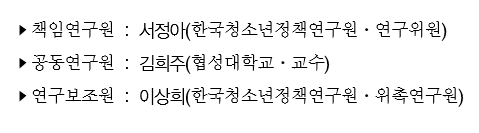 ▶ 책임연구원 : 서정아(한국청소년정책연구원・연구위원)
▶ 공동연구원 : 김희주(협성대학교・교수)
▶ 연구보조원 : 이상희(한국청소년정책연구원・위촉연구원)